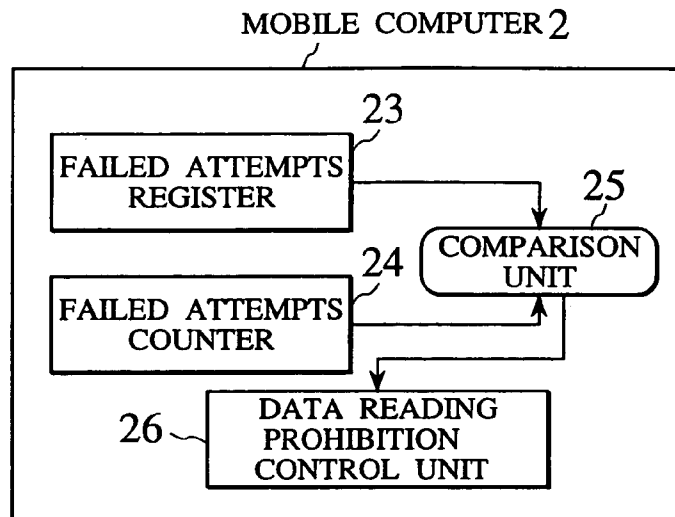 MOBILE COMPUTER 2
23
FAILED ATTEMPTS
REGISTER
25
COMPARISON
UNIT
24
FAILED ATTEMPTS
COUNTER
26
DATA READING
PROHIBITION
CONTROL UNIT